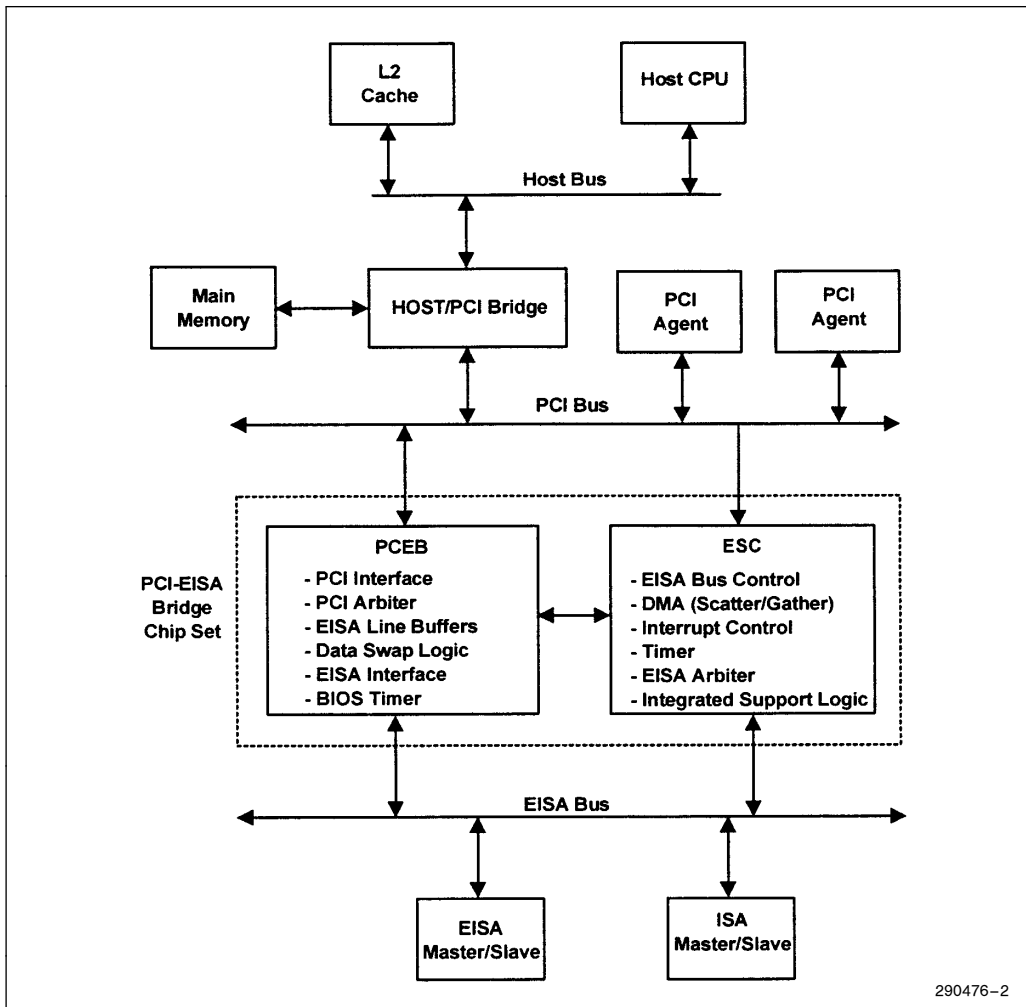 L2
Cache
Host CPU
Host Bus
Main
Memory
HOST/PCI Bridge
PCI
Agent
PCI
Agent
PCI Bus
PCI-EISA
Bridge
Chip Set
PCEB
- PCI Interface
- PCI Arbiter
- EISA Line Buffers
- Data Swap Logic
- EISA Interface
- BIOS Timer
ESC
- EISA Bus Control
- DMA (Scatter/Gather)
- Interrupt Control
- Timer
- EISA Arbiter
- Integrated Support Logic
EISA Bus
EISA
Master/Slave
ISA
Master/Slave
290476–2